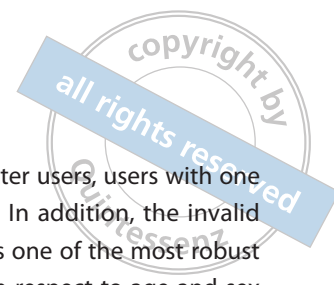 copyright by
all rights reserved
Quintessenz
ter users, users with one
In addition, the invalid
s one of the most robust
respect to age and sex